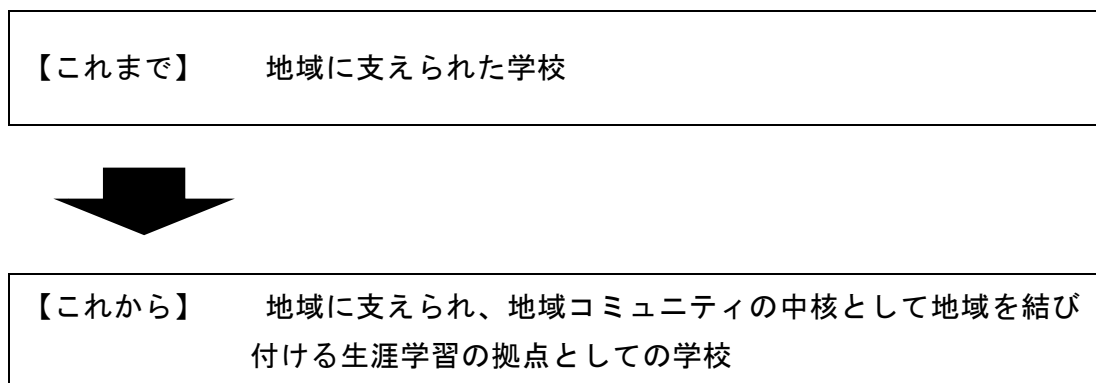 【これまで】　　地域に支えられた学校
【これから】　　地域に支えられ、地域コミュニティの中核として地域を結び
付ける生涯学習の拠点としての学校